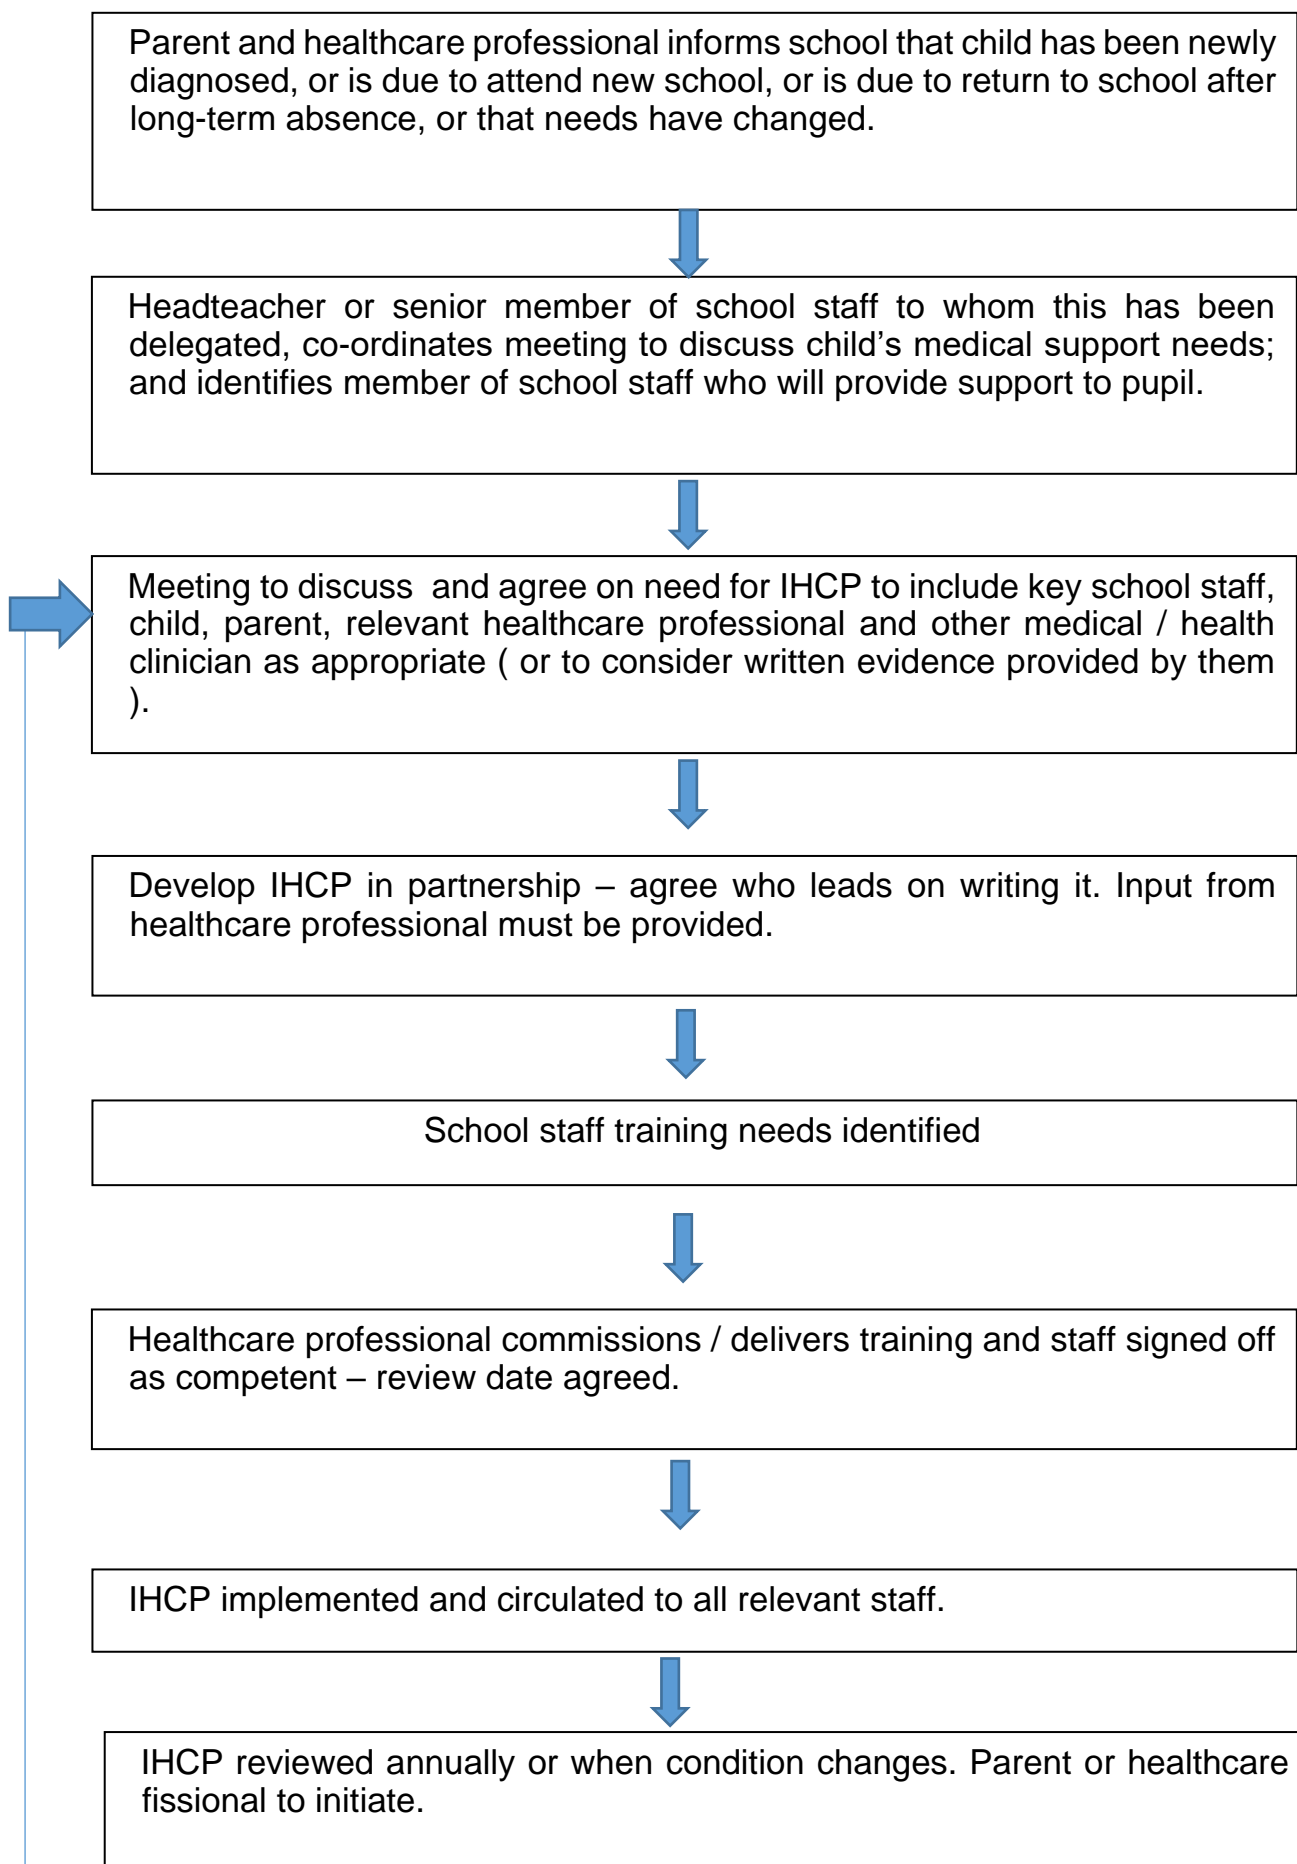 Parent and healthcare professional informs school that child has been newly
diagnosed, or is due to attend new school, or is due to return to school after
long-term absence, or that needs have changed.
Headteacher or senior member of school staff to whom this has been
delegated, co-ordinates meeting to discuss child's medical support needs;
and identifies member of school staff who will provide support to pupil.
Meeting to discuss  and agree on need for IHCP to include key school staff,
child, parent, relevant healthcare professional and other medical / health
clinician as appropriate ( or to consider written evidence provided by them
).
Develop IHCP in partnership – agree who leads on writing it. Input from
healthcare professional must be provided.
School staff training needs identified
Healthcare professional commissions / delivers training and staff signed off
as competent – review date agreed.
IHCP implemented and circulated to all relevant staff.
IHCP reviewed annually or when condition changes. Parent or healthcare
fissional to initiate.